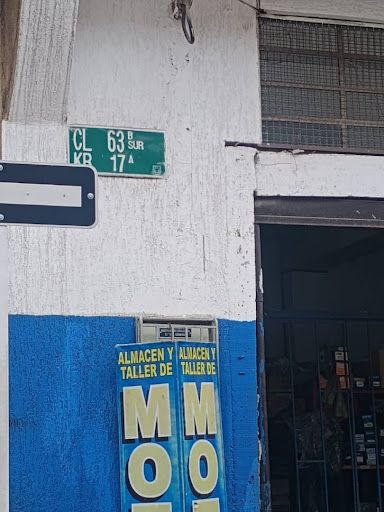 CL 63 B SUR
KR 17 A
ALMACEN Y
TALLER DE
MO
ALMACEN Y
TALLER DE
MO